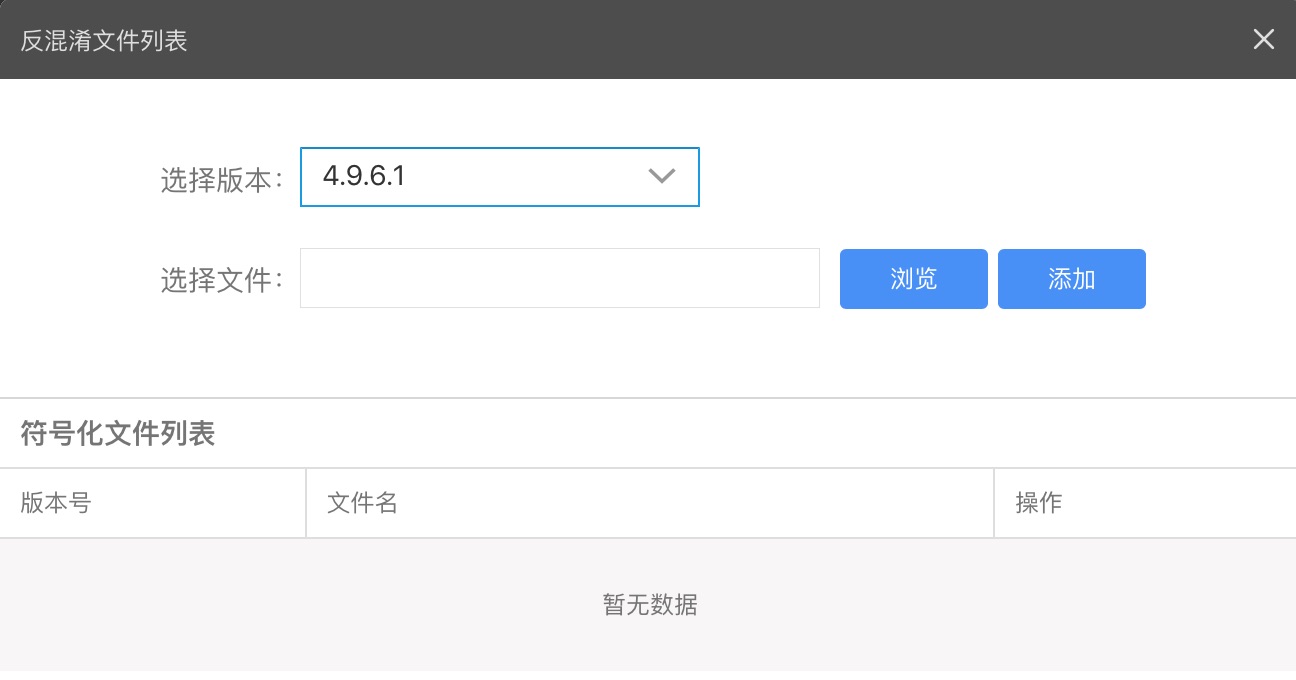 反混淆文件列表
选择版本： 4.9.6.1
选择文件： 浏览 添加
符号化文件列表
版本号 文件名 操作
暂无数据